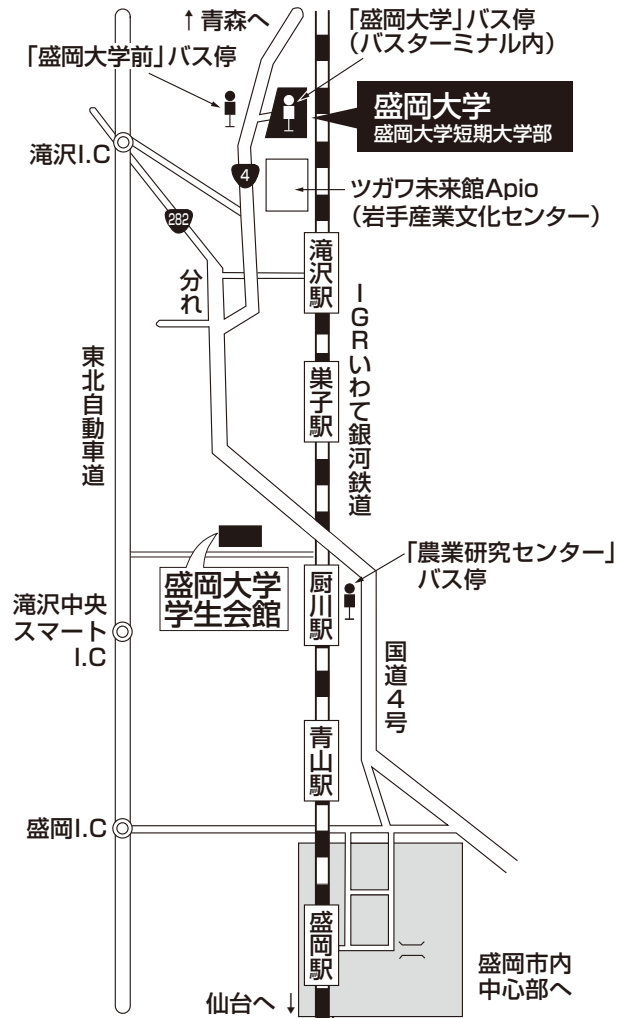 ↑青森へ
「盛岡大学」バス停
(バスターミナル内)
「盛岡大学前」バス停
盛岡大学
盛岡大学短期大学部
滝沢I.C
4
ツガワ未来館Apio
(岩手産業文化センター)
282
滝沢駅
分れ
IGRいわて銀河鉄道
東北自動車道
巣子駅
「農業研究センター」
バス停
盛岡大学
学生会館
厨川駅
滝沢中央
スマート
I.C
国道4号
青山駅
盛岡I.C
盛岡駅
盛岡市内
中心部へ
仙台へ↓